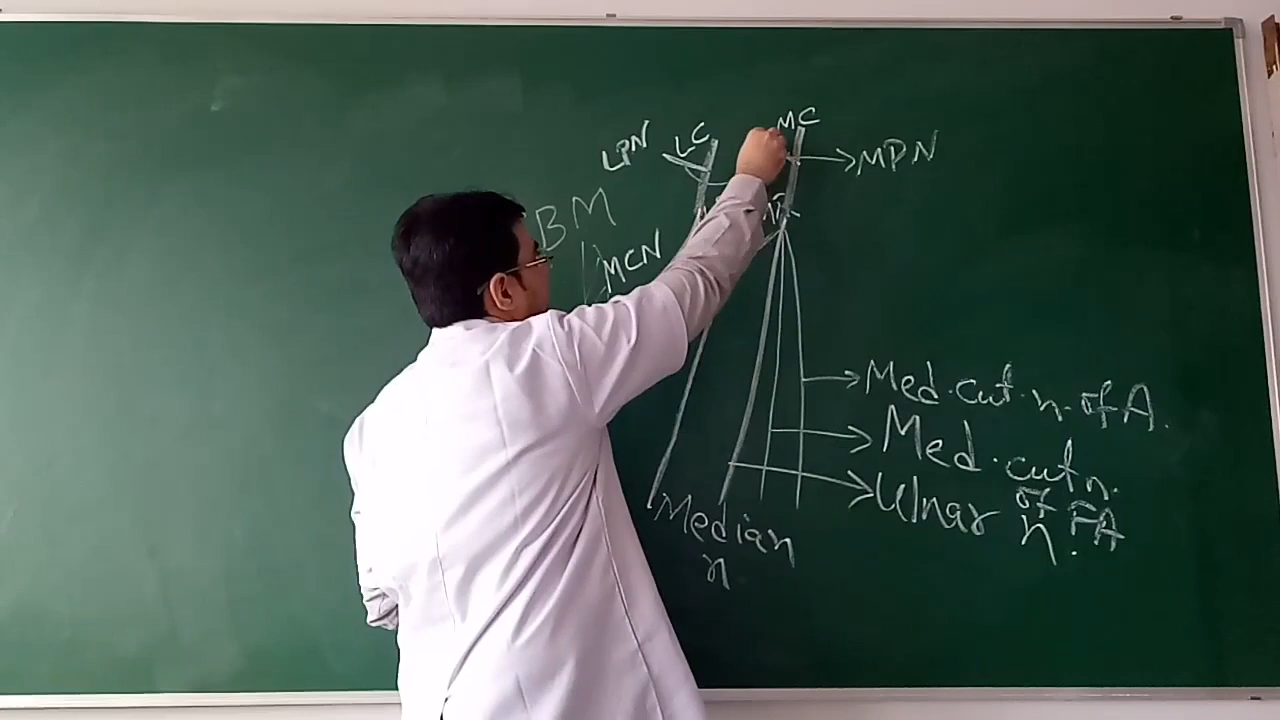 LPN
LC
MC
MPN
BM
MCN
Med. cut. n. of A.
Med. cut n.
of FA
Ulnar n.
Median
n